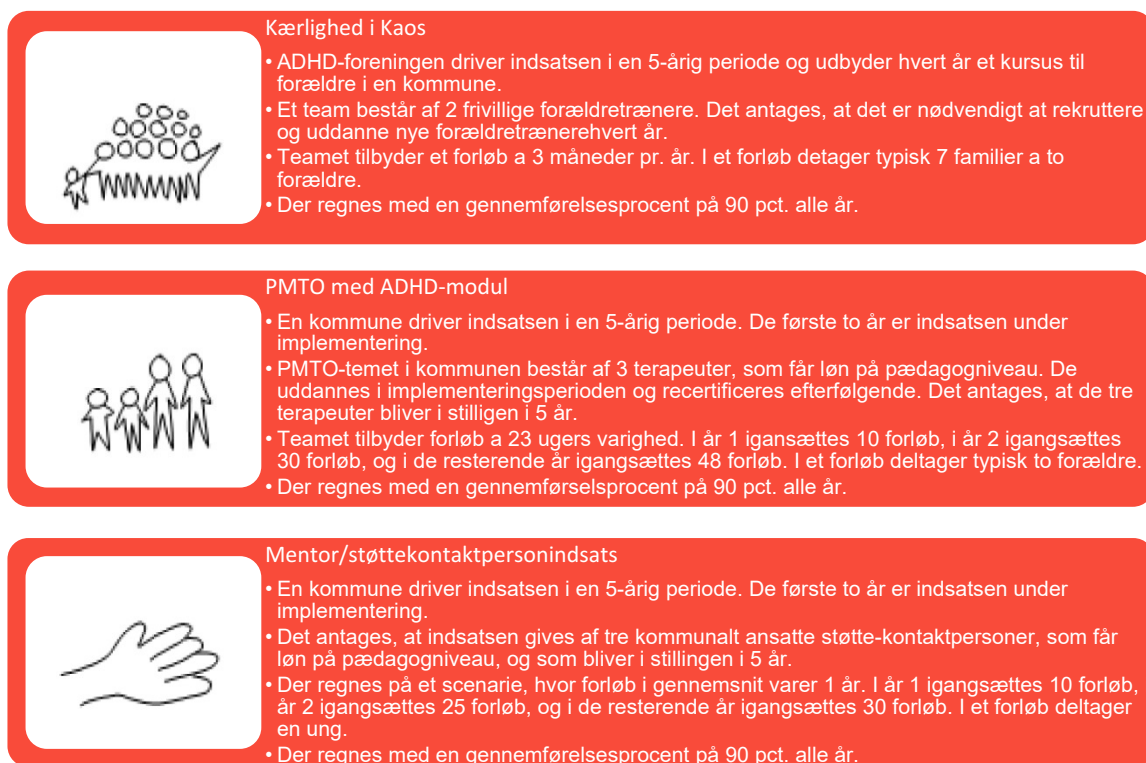 Kærlighed i Kaos
• ADHD-foreningen driver indsatsen i en 5-årig periode og udbyder hvert år et kursus til
forældre i en kommune.
• Et team består af 2 frivillige forældretrænere. Det antages, at det er nødvendigt at rekruttere
og uddanne nye forældretrænerehvert år.
• Teamet tilbyder et forløb a 3 måneder pr. år. I et forløb detager typisk 7 familier a to
forældre.
• Der regnes med en gennemførelsesprocent på 90 pct. alle år.
PMTO med ADHD-modul
• En kommune driver indsatsen i en 5-årig periode. De første to år er indsatsen under
implementering.
• PMTO-temet i kommunen består af 3 terapeuter, som får løn på pædagogniveau. De
uddannes i implementeringsperioden og recertificeres efterfølgende. Det antages, at de tre
terapeuter bliver i stilligen i 5 år.
• Teamet tilbyder forløb a 23 ugers varighed. I år 1 igansættes 10 forløb, i år 2 igangsættes
30 forløb, og i de resterende år igangsættes 48 forløb. I et forløb deltager typisk to forældre.
• Der regnes med en gennemførselsprocent på 90 pct. alle år.
Mentor/støttekontaktpersonindsats
• En kommune driver indsatsen i en 5-årig periode. De første to år er indsatsen under
implementering.
• Det antages, at indsatsen gives af tre kommunalt ansatte støtte-kontaktpersoner, som får
løn på pædagogniveau, og som bliver i stillingen i 5 år.
• Der regnes på et scenarie, hvor forløb i gennemsnit varer 1 år. I år 1 igangsættes 10 forløb,
år 2 igangsættes 25 forløb, og i de resterende år igangsættes 30 forløb. I et forløb deltager
en ung.
• Der regnes med en gennemførelsesprocent på 90 pct. alle år.